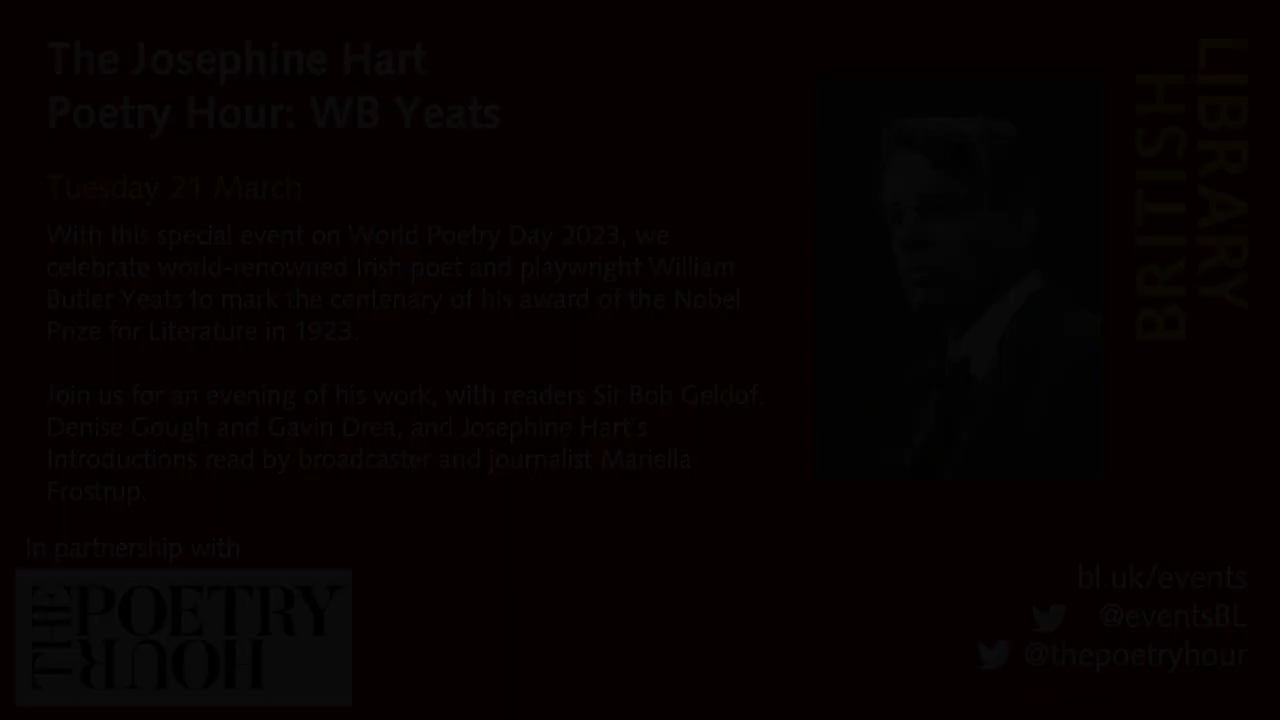 The Josephine Hart
Poetry Hour: WB Yeats
Tuesday 21 March
With this special event on World Poetry Day 2023, we
celebrate world-renowned Irish poet and playwright William
Butler Yeats to mark the centenary of his award of the Nobel
Prize for Literature in 1923.
Join us for an evening of his work, with readers Sir Bob Geldof,
Denise Gough and Gavin Drea, and Josephine Hart's
Introductions read by broadcaster and journalist Mariella
Frostrup.
In partnership with
THE POETRY
HOUR
BRITISH
LIBRARY
bl.uk/events
@eventsBL
@thepoetryhour